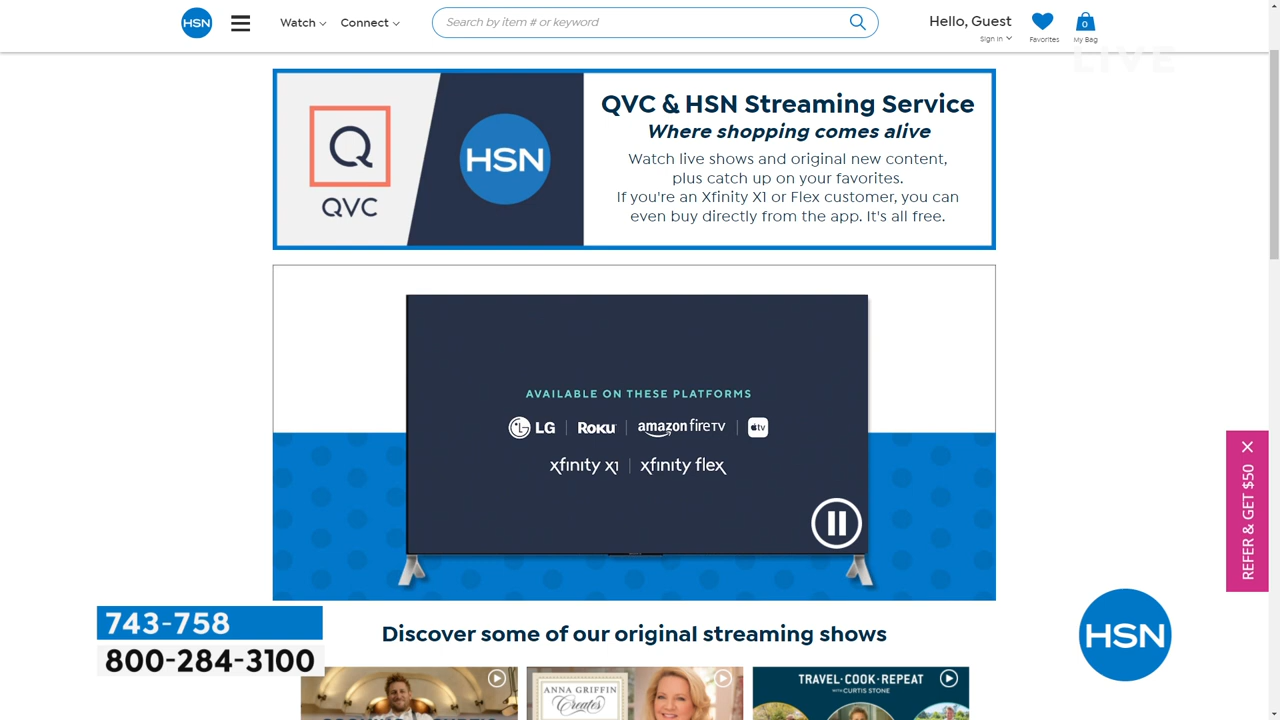 HSN
Watch
Connect
Search by item # or keyword
Hello, Guest
Sign In
Favorites
0
My Bag
LIVE
Q
QVC
HSN
QVC & HSN Streaming Service
Where shopping comes alive
Watch live shows and original new content,
plus catch up on your favorites.
If you're an Xfinity X1 or Flex customer, you can
even buy directly from the app. It's all free.
AVAILABLE ON THESE PLATFORMS
LG | ROKU | amazon fireTV | tv
xfinity x1 | xfinity flex
REFER & GET $50 X
743-758
800-284-3100
HSN
Discover some of our original streaming shows
ANNA GRIFFIN
Creates
TRAVEL·COOK·REPEAT
WITH CURTIS STONE